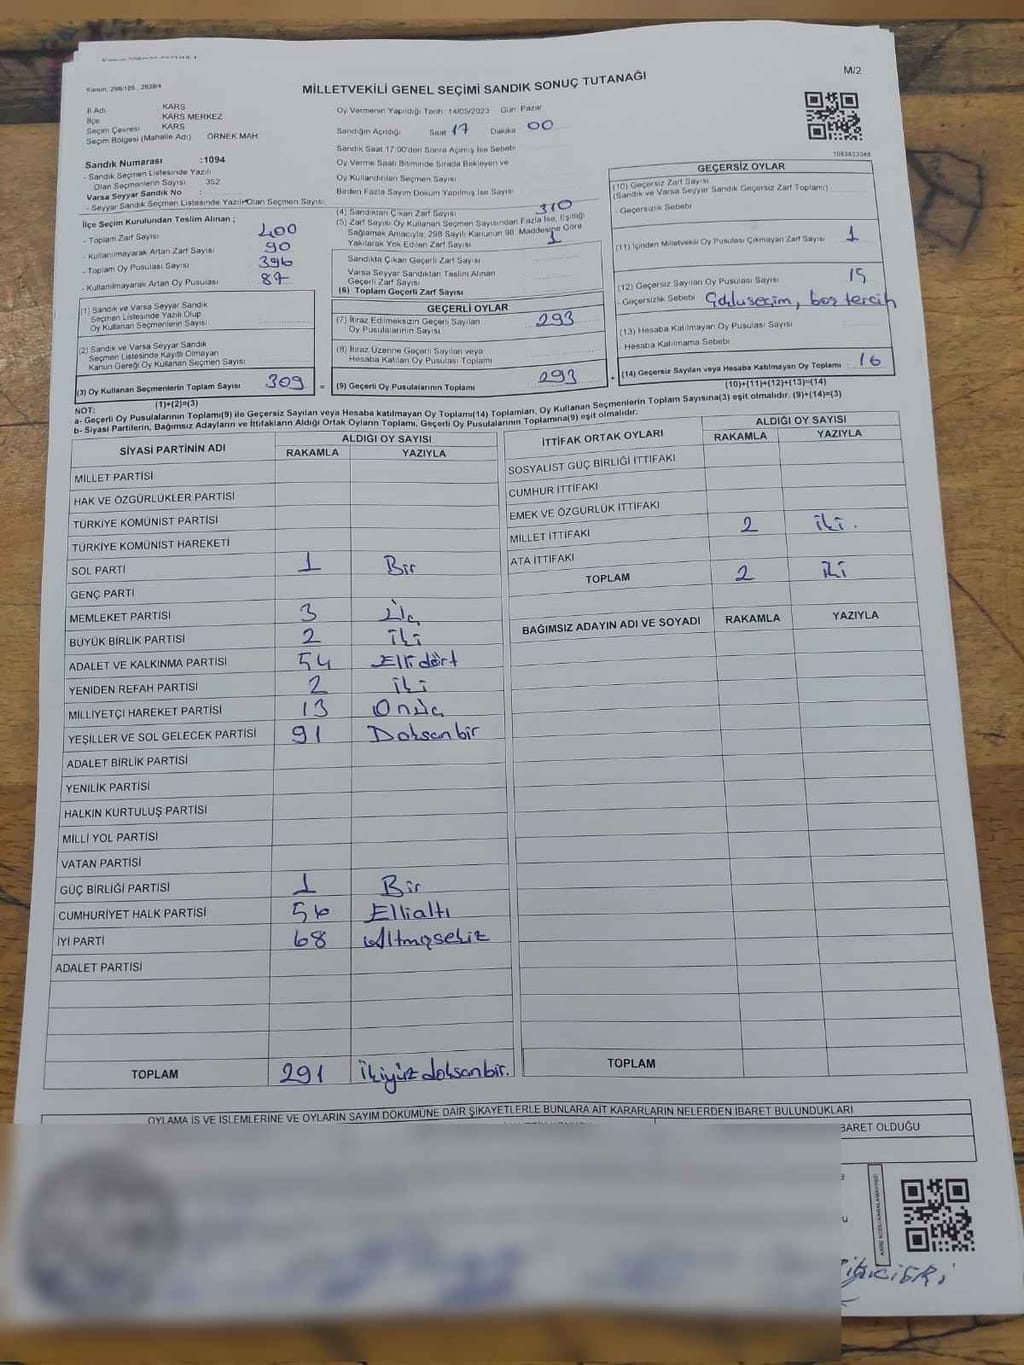 Kanun, 298/105 , 2839/4
MİLLETVEKİLİ GENEL SEÇİMİ SANDIK SONUÇ TUTANAĞI
M/2
İl Adı KARS
İlçe KARS MERKEZ
Seçim Çevresi KARS
Seçim Bölgesi (Mahalle Adı) ÖRNEK MAH
Sandık Numarası :1094
- Sandık Seçmen Listesinde Yazılı
Olan Seçmenlerin Sayısı 352
Varsa Seyyar Sandık No :
- Seyyar Sandık Seçmen Listesinde Yazılı Olan Seçmen Sayısı
İlçe Seçim Kurulundan Teslim Alınan ;
- Toplam Zarf Sayısı 400
- Kullanılmayarak Artan Zarf Sayısı 90
- Toplam Oy Pusulası Sayısı 396
- Kullanılmayarak Artan Oy Pusulası 87
(1) Sandık ve Varsa Seyyar Sandık
Seçmen Listesinde Yazılı Olup
Oy Kullanan Seçmenlerin Sayısı
(2) Sandık ve Varsa Seyyar Sandık
Seçmen Listesinde Kayıtlı Olmayan
Kanun Gereği Oy Kullanan Seçmen Sayısı
(3) Oy Kullanan Seçmenlerin Toplam Sayısı 309 =
(1)+(2)=(3)
Oy Vermenin Yapıldığı Tarih: 14/05/2023 Gün: Pazar
Sandığın Açıldığı Saat 17 Dakika 00
Sandık Saat 17:00'den Sonra Açılmış İse Sebebi
Oy Verme Saati Bitiminde Sırada Bekleyen ve
Oy Kullandırılan Seçmen Sayısı
Birden Fazla Sayım Döküm Yapılmış İse Sayısı
(4) Sandıktan Çıkan Zarf Sayısı 310
(5) Zarf Sayısı Oy Kullanan Seçmen Sayısından Fazla İse, Eşitliği
Sağlamak Amacıyla; 298 Sayılı Kanunun 98. Maddesine Göre
Yakılarak Yok Edilen Zarf Sayısı 1
Sandıkta Çıkan Geçerli Zarf Sayısı
Varsa Seyyar Sandıktan Teslim Alınan
Geçerli Zarf Sayısı
(6) Toplam Geçerli Zarf Sayısı
GEÇERLİ OYLAR
(7) İtiraz Edilmeksizin Geçerli Sayılan
Oy Pusulasının Sayısı 293
(8) İtiraz Üzerine Geçerli Sayılan veya
Hesaba Katılan Oy Pusulası Toplamı
(9) Geçerli Oy Pusulalarının Toplamı 293 +
1083833348
GEÇERSİZ OYLAR
(10) Geçersiz Zarf Sayısı
(Sandık ve Varsa Seyyar Sandık Geçersiz Zarf Toplamı)
- Geçersizlik Sebebi
(11) İçinden Milletvekili Oy Pusulası Çıkmayan Zarf Sayısı 1
(12) Geçersiz Sayılan Oy Pusulası Sayısı 15
- Geçersizlik Sebebi Çoklu seçim, boş tercih
(13) Hesaba Katılmayan Oy Pusulası Sayısı
Hesaba Katılmama Sebebi
(14) Geçersiz Sayılan veya Hesaba Katılmayan Oy Toplamı : 16
(10)+(11)+(12)+(13)=(14)
NOT:
a- Geçerli Oy Pusulalarının Toplamı(9) ile Geçersiz Sayılan veya Hesaba katılmayan Oy Toplamı(14) Toplamları, Oy Kullanan Seçmenlerin Toplam Sayısına(3) eşit olmalıdır. (9)+(14)=(3)
b- Siyasi Partilerin, Bağımsız Adayların ve İttifakların Aldığı Ortak Oyların Toplamı, Geçerli Oy Pusulalarının Toplamına(9) eşit olmalıdır.
SİYASİ PARTİNİN ADI ALDIĞI OY SAYISI
RAKAMLA YAZIYLA
MİLLET PARTİSİ
HAK VE ÖZGÜRLÜKLER PARTİSİ
TÜRKİYE KOMÜNİST PARTİSİ
TÜRKİYE KOMÜNİST HAREKETİ
SOL PARTİ 1 Bir
GENÇ PARTİ
MEMLEKET PARTİSİ 3 Üç
BÜYÜK BİRLİK PARTİSİ 2 İki
ADALET VE KALKINMA PARTİSİ 54 Ellidört
YENİDEN REFAH PARTİSİ 2 İki
MİLLİYETÇİ HAREKET PARTİSİ 13 Onüç
YEŞİLLER VE SOL GELECEK PARTİSİ 91 Doksanbir
ADALET BİRLİK PARTİSİ
YENİLİK PARTİSİ
HALKIN KURTULUŞ PARTİSİ
MİLLİ YOL PARTİSİ
VATAN PARTİSİ
GÜÇ BİRLİĞİ PARTİSİ 1 Bir
CUMHURİYET HALK PARTİSİ 56 Ellialtı
İYİ PARTİ 68 Altmışsekiz
ADALET PARTİSİ
TOPLAM 291 İkiyüz doksanbir.
İTTİFAK ORTAK OYLARI ALDIĞI OY SAYISI
RAKAMLA YAZIYLA
SOSYALİST GÜÇ BİRLİĞİ İTTİFAKI
CUMHUR İTTİFAKI
EMEK VE ÖZGÜRLÜK İTTİFAKI
MİLLET İTTİFAKI 2 İki.
ATA İTTİFAKI
TOPLAM 2 İki
BAĞIMSIZ ADAYIN ADI VE SOYADI RAKAMLA YAZIYLA
TOPLAM
OYLAMA İŞ VE İŞLEMLERİNE VE OYLARIN SAYIM DÖKÜMÜNE DAİR ŞİKAYETLERLE BUNLARA AİT KARARLARIN NELERDEN İBARET BULUNDUKLARI
BARET OLDUĞU
KARE KODU KARALAMAYINIZ!